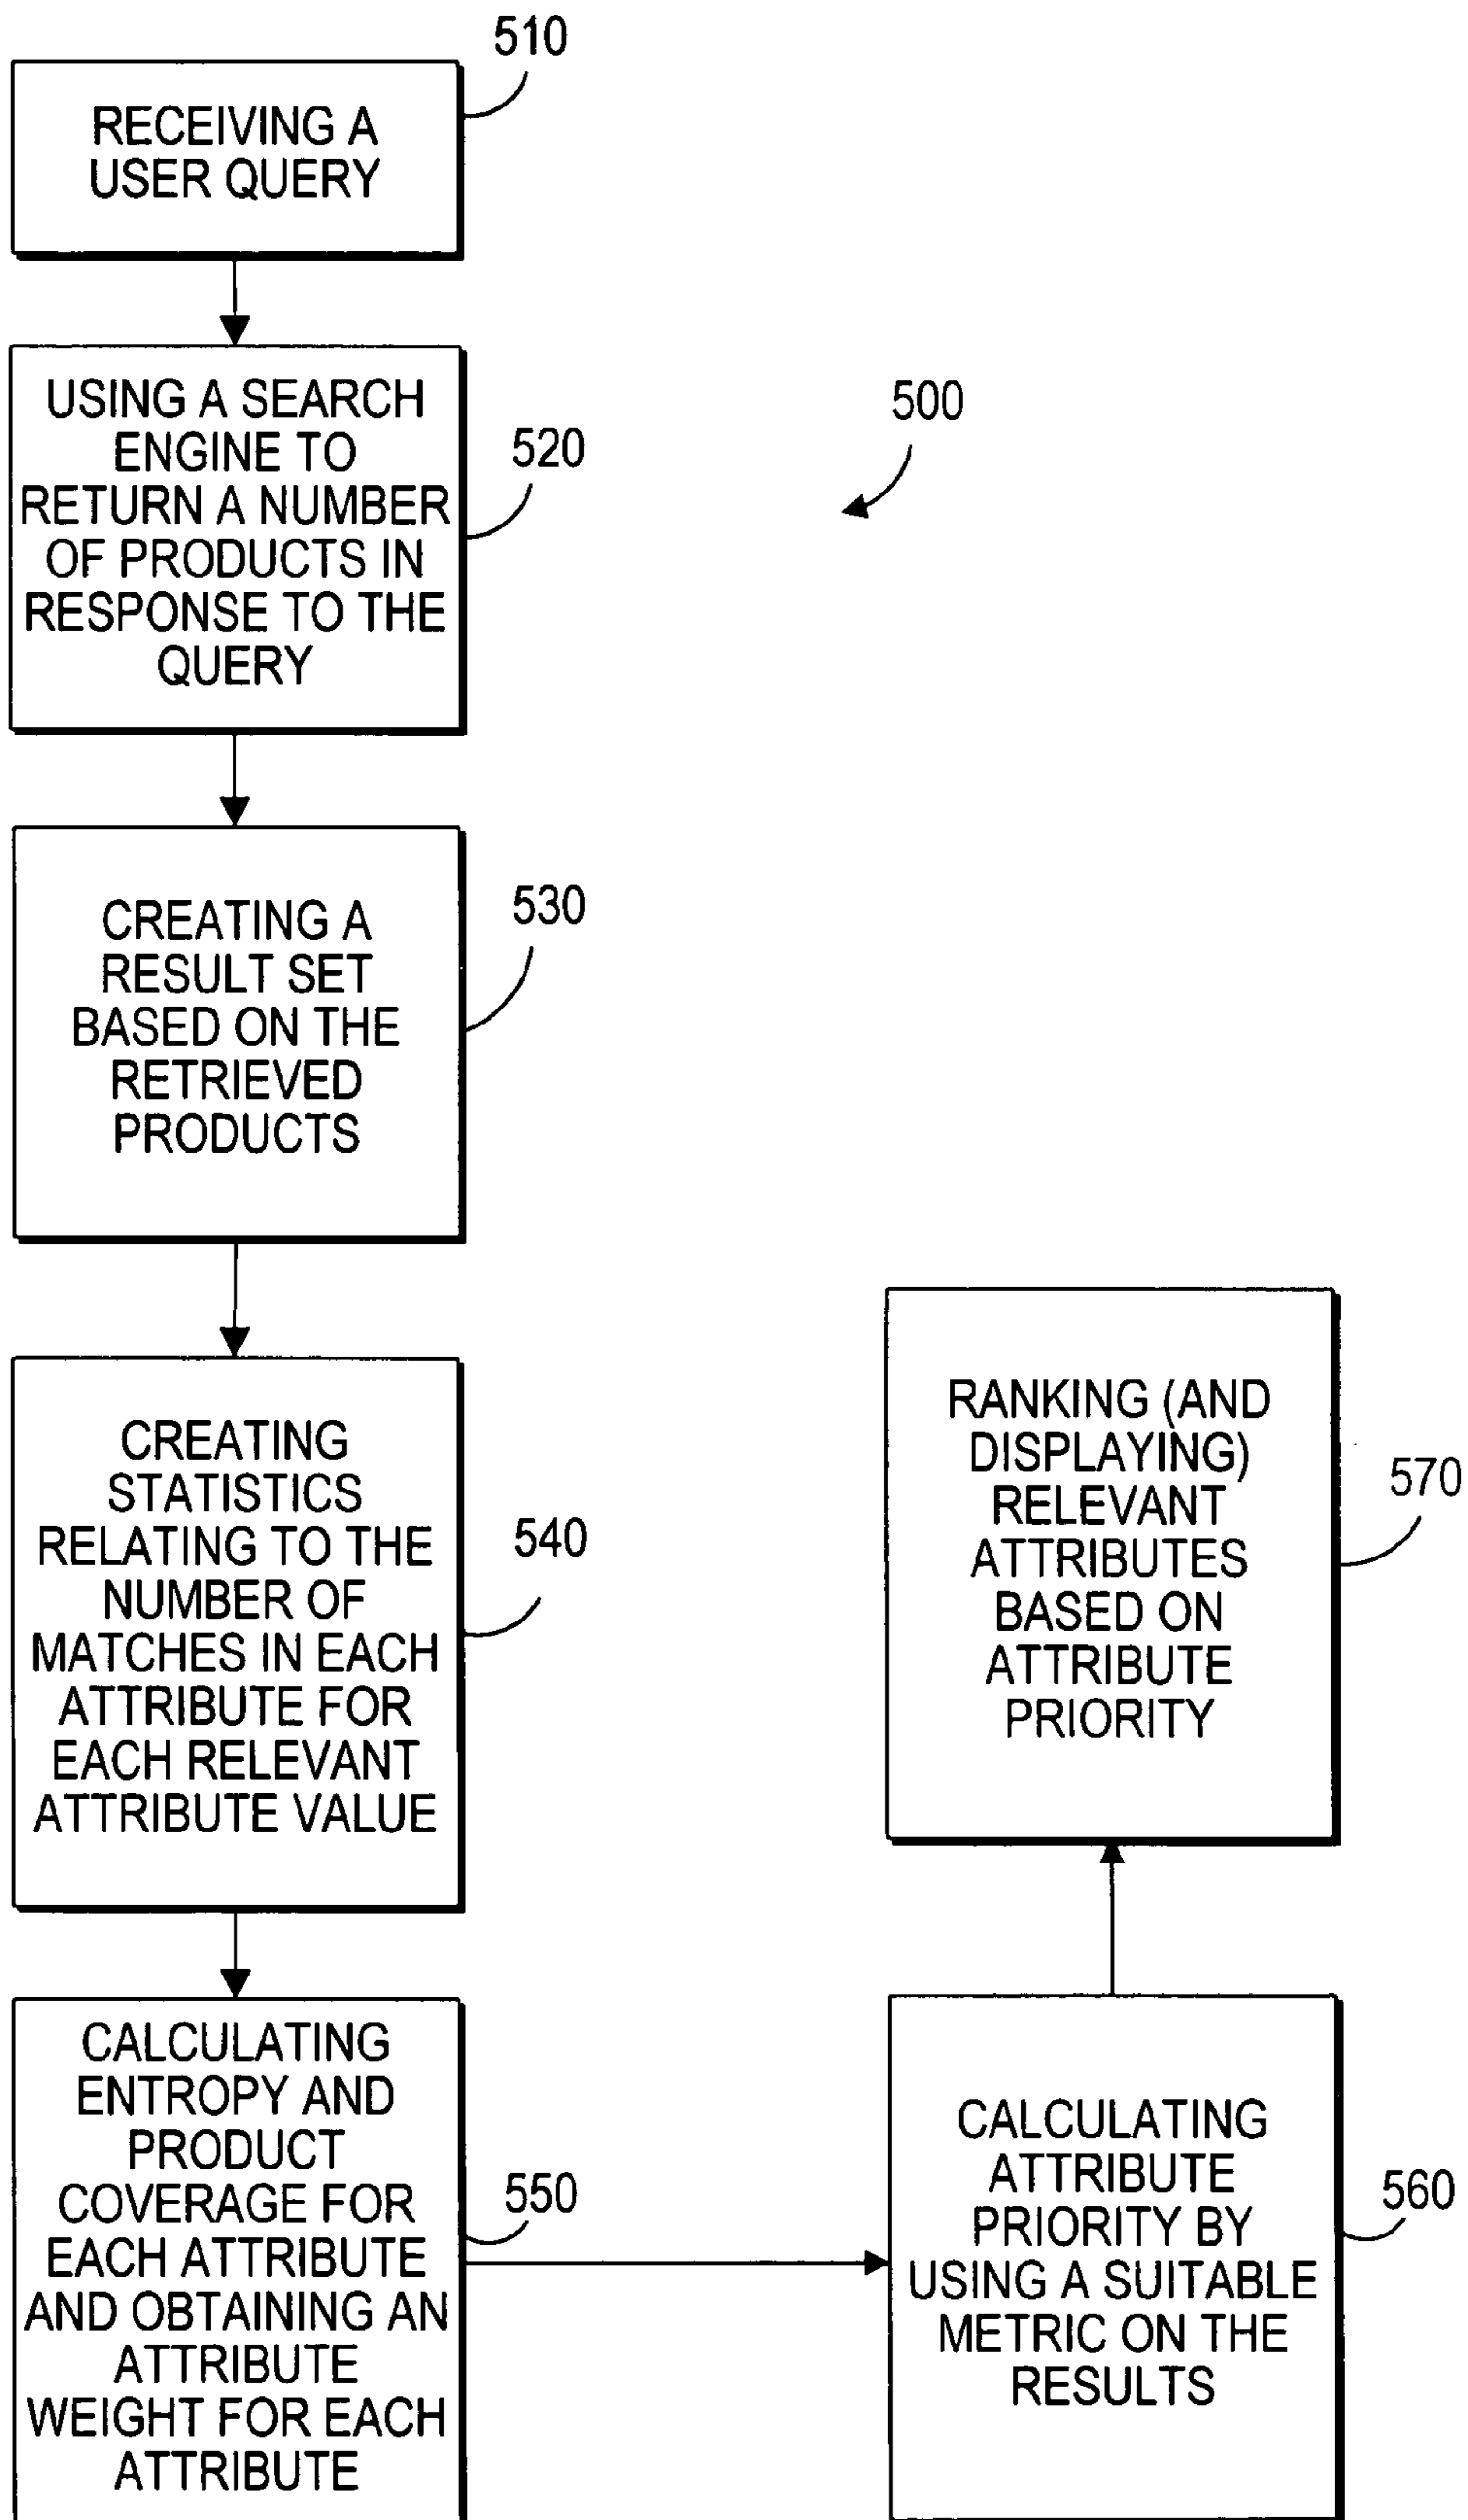 510
RECEIVING A
USER QUERY
500
520
USING A SEARCH
ENGINE TO
RETURN A NUMBER
OF PRODUCTS IN
RESPONSE TO THE
QUERY
530
CREATING A
RESULT SET
BASED ON THE
RETRIEVED
PRODUCTS
540
CREATING
STATISTICS
RELATING TO THE
NUMBER OF
MATCHES IN EACH
ATTRIBUTE FOR
EACH RELEVANT
ATTRIBUTE VALUE
550
CALCULATING
ENTROPY AND
PRODUCT
COVERAGE FOR
EACH ATTRIBUTE
AND OBTAINING AN
ATTRIBUTE
WEIGHT FOR EACH
ATTRIBUTE
560
CALCULATING
ATTRIBUTE
PRIORITY BY
USING A SUITABLE
METRIC ON THE
RESULTS
570
RANKING (AND
DISPLAYING)
RELEVANT
ATTRIBUTES
BASED ON
ATTRIBUTE
PRIORITY